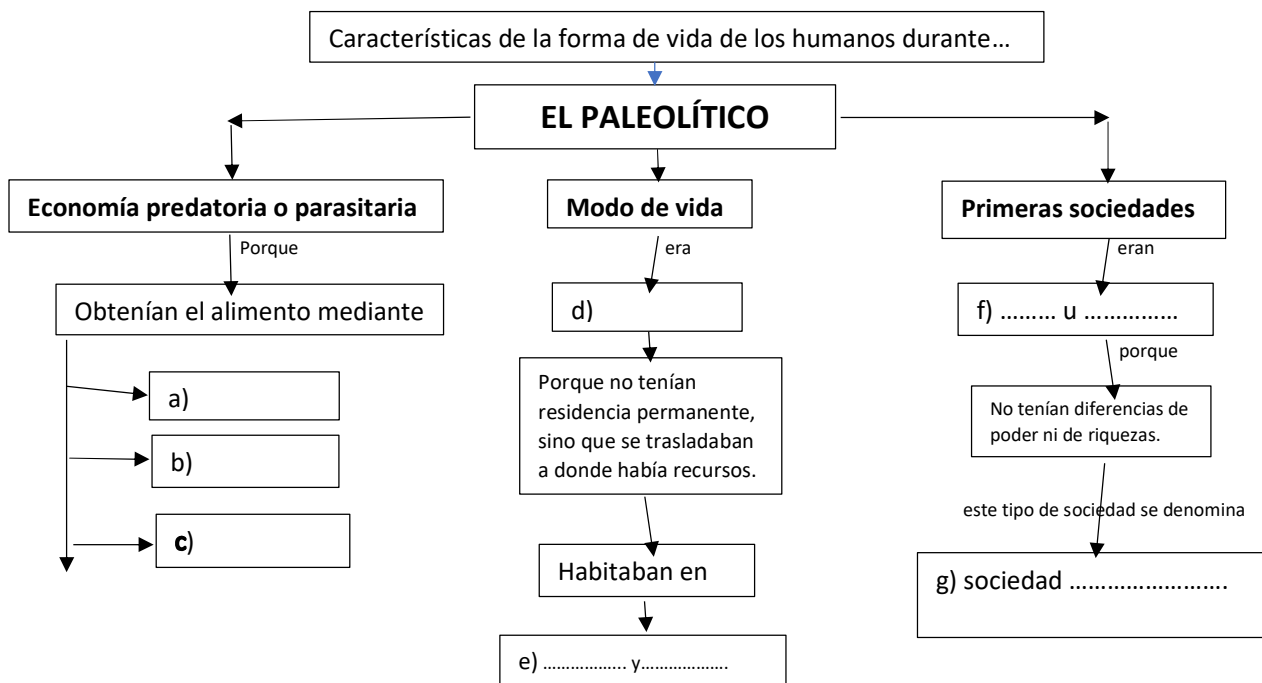 Características de la forma de vida de los humanos durante…
EL PALEOLÍTICO
Economía predatoria o parasitaria
Porque
Obtenían el alimento mediante
a)
b)
c)
Modo de vida
era
d)
Porque no tenían
residencia permanente,
sino que se trasladaban
a donde había recursos.
Habitaban en
e) ……………... y……………….
Primeras sociedades
eran
f) ……… u ……………
porque
No tenían diferencias de
poder ni de riquezas.
este tipo de sociedad se denomina
g) sociedad …………………….